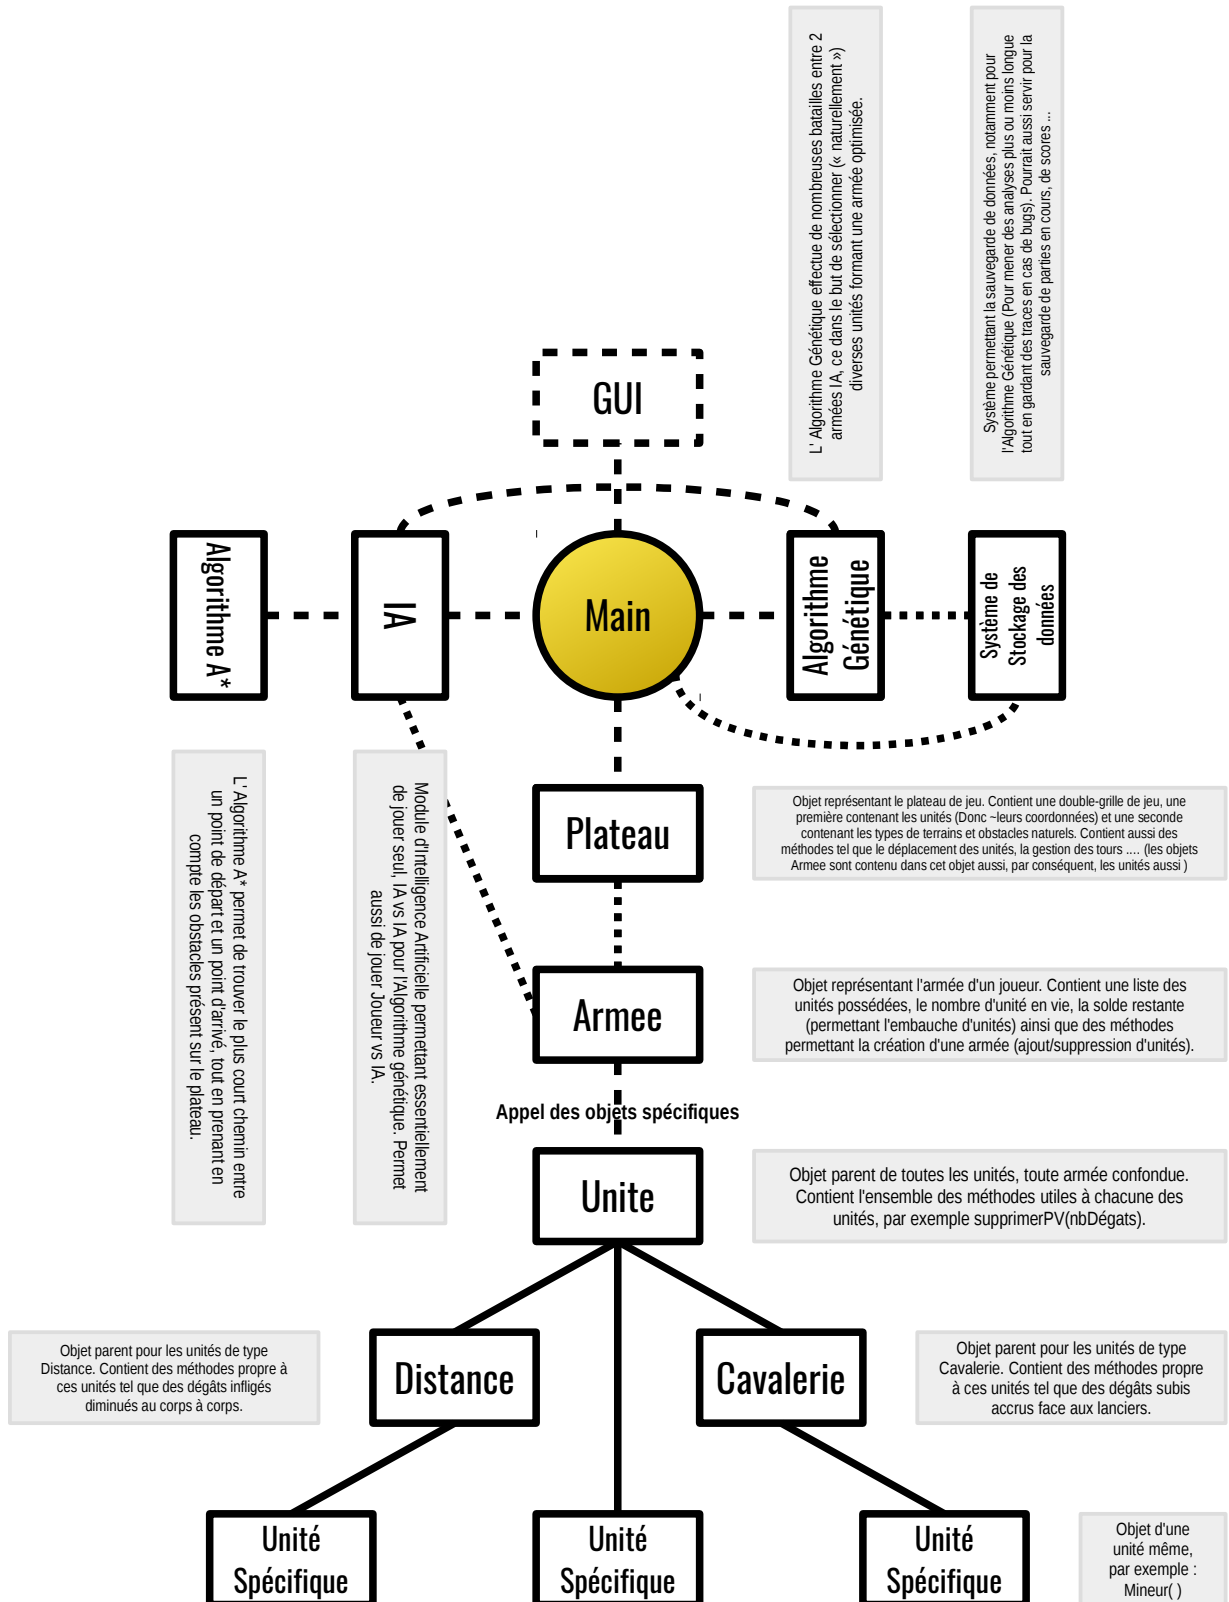 L' Algorithme Génétique effectue de nombreuses batailles entre 2
armées IA, ce dans le but de sélectionner (« naturellement »)
diverses unités formant une armée optimisée.
Système permettant la sauvegarde de données, notamment pour
l'Algorithme Génétique (Pour mener des analyses plus ou moins longue
tout en gardant des traces en cas de bugs). Pourrait aussi servir pour la
sauvegarde de parties en cours, de scores ...
GUI
Algorithme A*
IA
Main
Algorithme
Génétique
Système de
Stockage des
données
L' Algorithme A* permet de trouver le plus court chemin entre
un point de départ et un point d'arrivé, tout en prenant en
compte les obstacles présent sur le plateau.
Module d'Intelligence Artificielle permettant essentiellement
de jouer seul, IA vs IA pour l'Algorithme génétique. Permet
aussi de jouer Joueur vs IA.
Plateau
Objet représentant le plateau de jeu. Contient une double-grille de jeu, une
première contenant les unités (Donc ~leurs coordonnées) et une seconde
contenant les types de terrains et obstacles naturels. Contient aussi des
méthodes tel que le déplacement des unités, la gestion des tours .... (les objets
Armee sont contenu dans cet objet aussi, par conséquent, les unités aussi )
Armee
Objet représentant l'armée d'un joueur. Contient une liste des
unités possédées, le nombre d'unité en vie, la solde restante
(permettant l'embauche d'unités) ainsi que des méthodes
permettant la création d'une armée (ajout/suppression d'unités).
Appel des objets spécifiques
Unite
Objet parent de toutes les unités, toute armée confondue.
Contient l'ensemble des méthodes utiles à chacune des
unités, par exemple supprimerPV(nbDégats).
Objet parent pour les unités de type
Distance. Contient des méthodes propre à
ces unités tel que des dégâts infligés
diminués au corps à corps.
Distance
Cavalerie
Objet parent pour les unités de type
Cavalerie. Contient des méthodes propre
à ces unités tel que des dégâts subis
accrus face aux lanciers.
Unité
Spécifique
Unité
Spécifique
Unité
Spécifique
Objet d'une
unité même,
par exemple :
Mineur( )